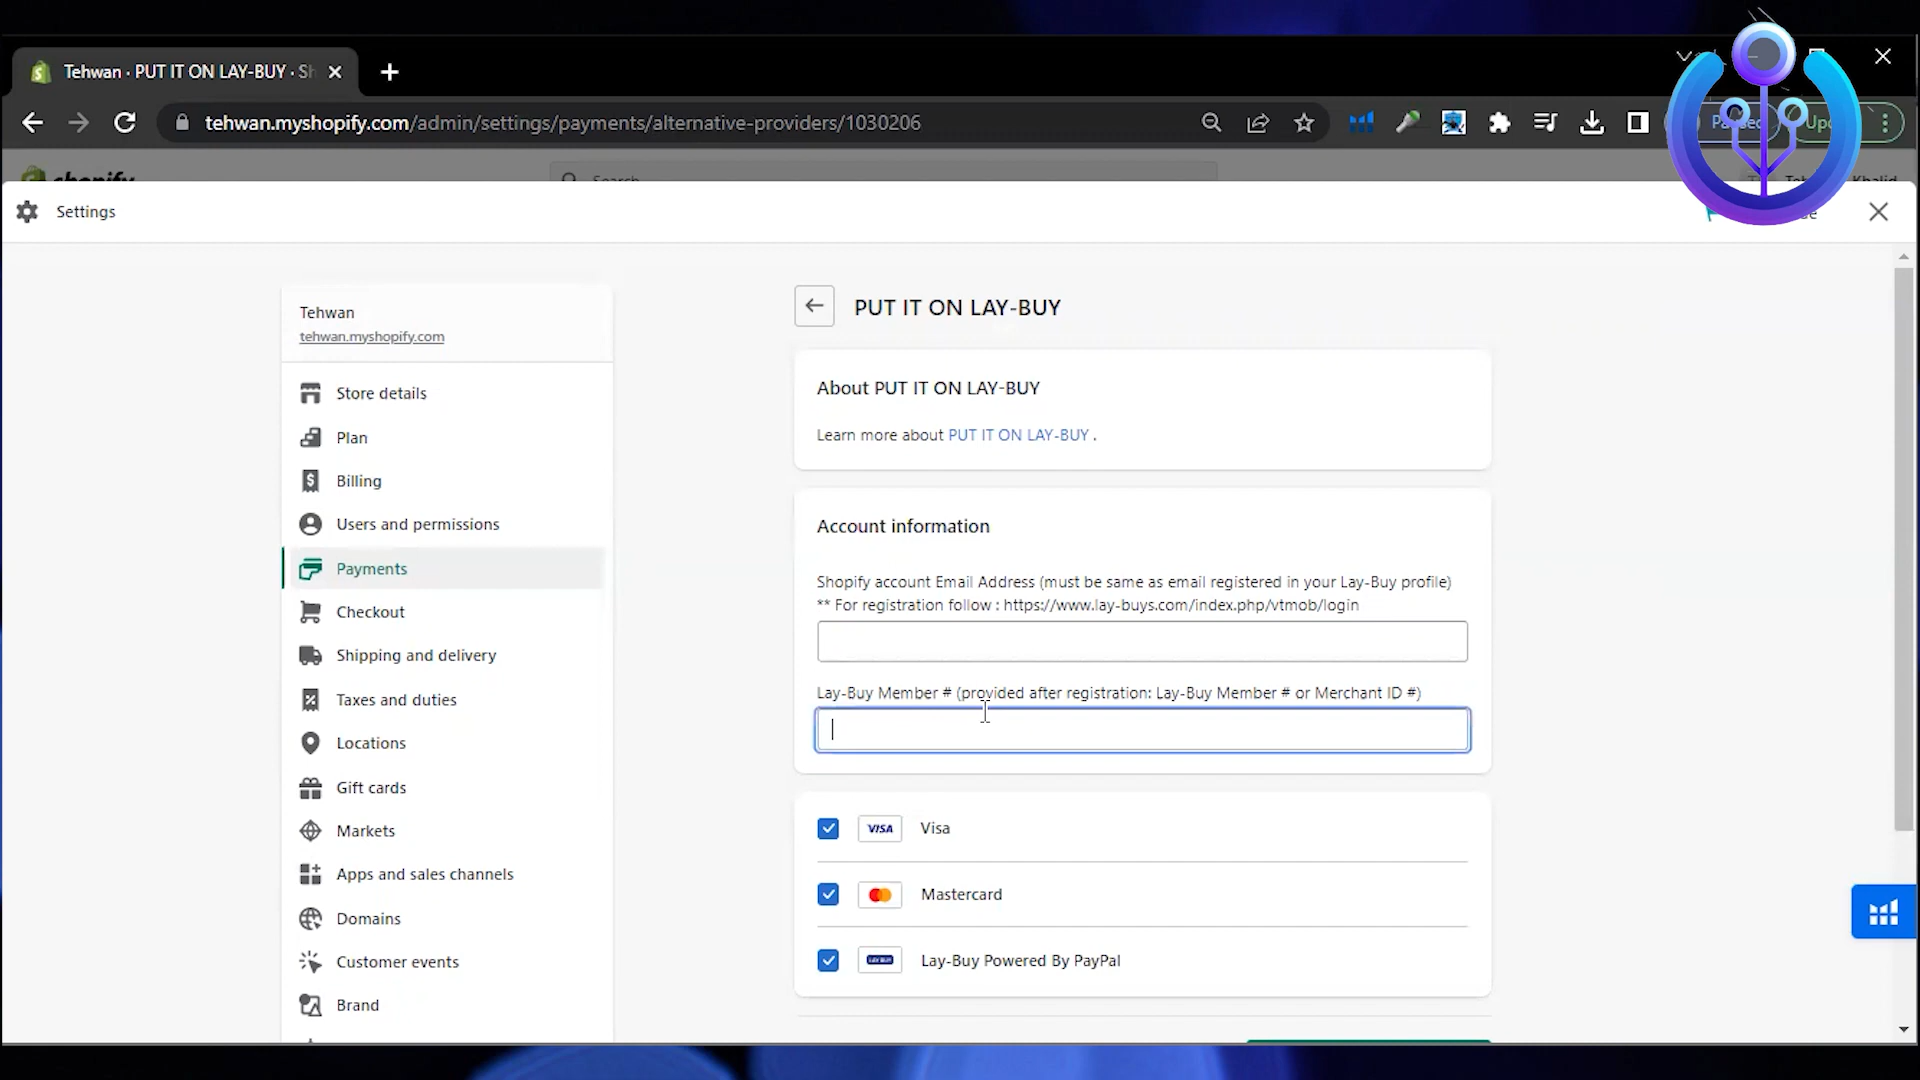 Tehwan · PUT IT ON LAY-BUY · Sh
tehwan.myshopify.com/admin/settings/payments/alternative-providers/1030206
shopify
Search
Khalid
Settings
Tehwan
tehwan.myshopify.com
Store details
Plan
Billing
Users and permissions
Payments
Checkout
Shipping and delivery
Taxes and duties
Locations
Gift cards
Markets
Apps and sales channels
Domains
Customer events
Brand
PUT IT ON LAY-BUY
About PUT IT ON LAY-BUY
Learn more about PUT IT ON LAY-BUY .
Account information
Shopify account Email Address (must be same as email registered in your Lay-Buy profile)
** For registration follow : https://www.lay-buys.com/index.php/vtmob/login
Lay-Buy Member # (provided after registration: Lay-Buy Member # or Merchant ID #)
VISA Visa
Mastercard
LAY-BUY Lay-Buy Powered By PayPal